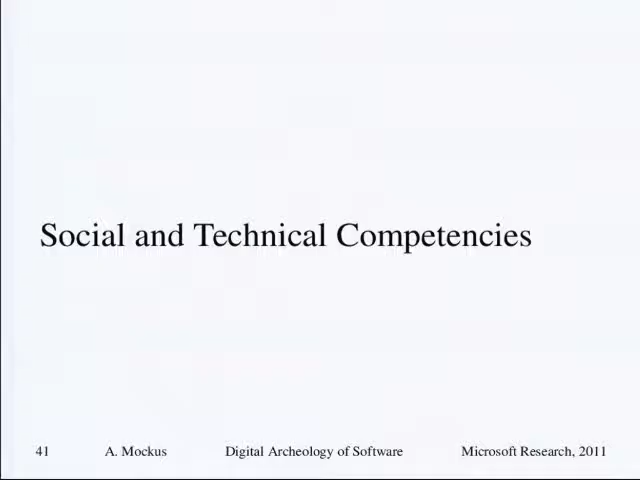 Social and Technical Competencies
41 A. Mockus Digital Archeology of Software Microsoft Research, 2011